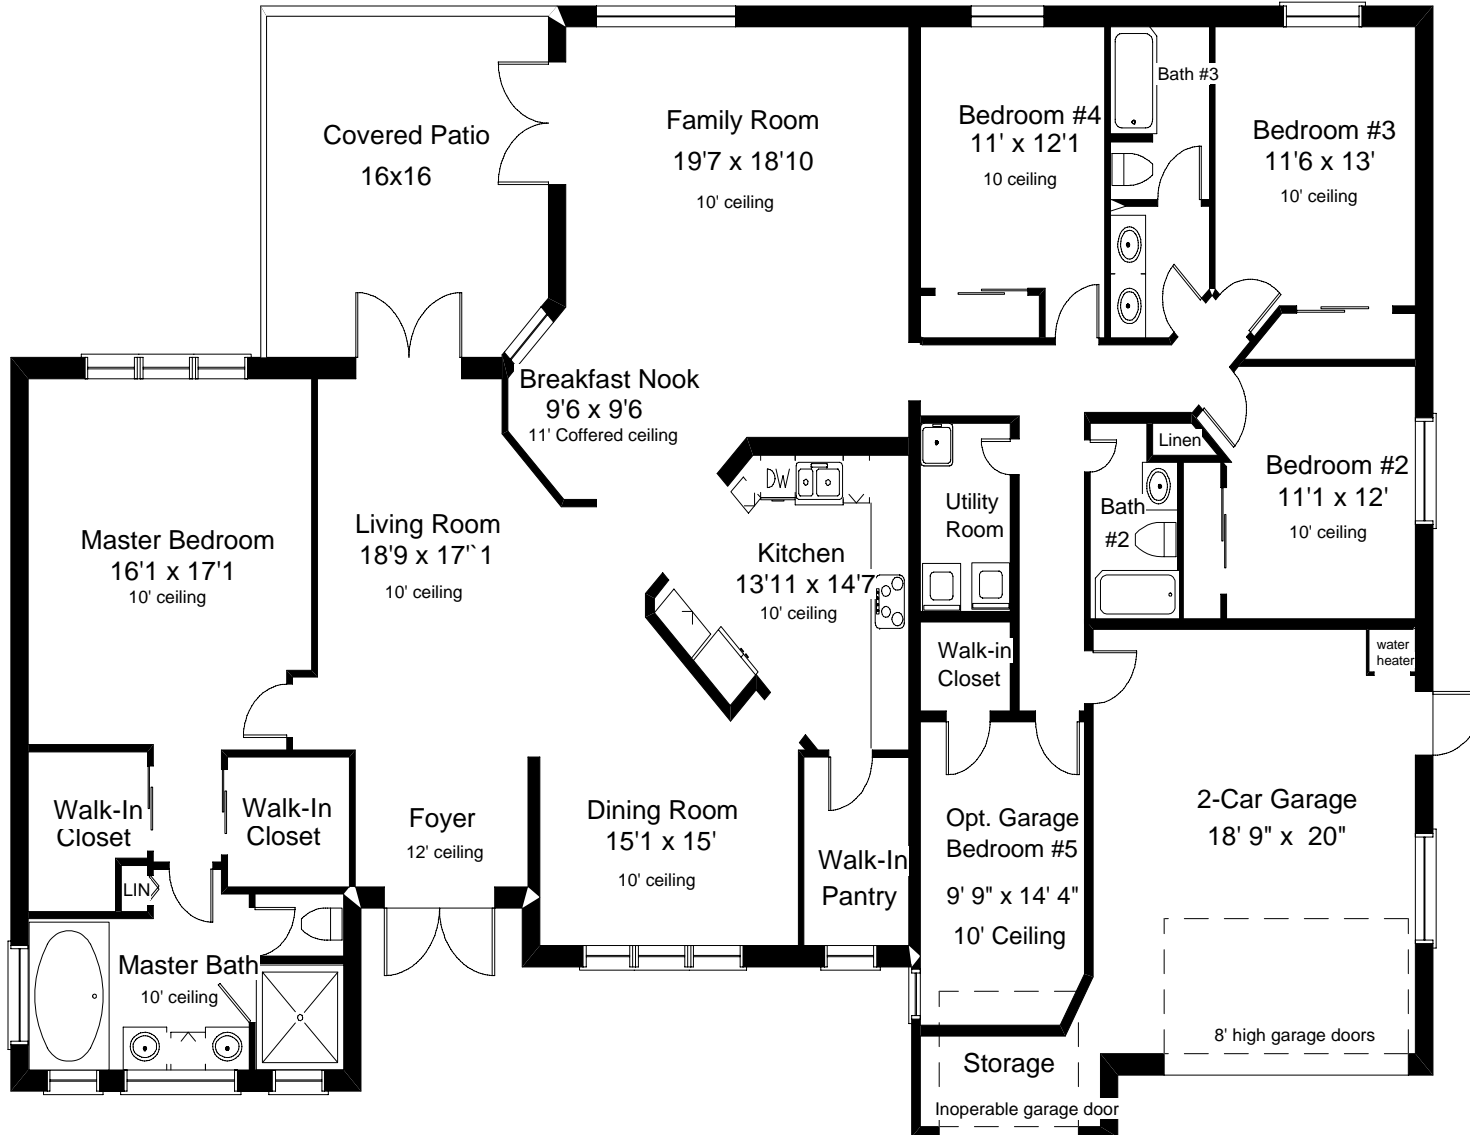 Covered Patio
16x16
Family Room
19'7 x 18'10
10' ceiling
Bedroom #4
11' x 12'1
10 ceiling
Bath #3
Bedroom #3
11'6 x 13'
10' ceiling
Breakfast Nook
9'6 x 9'6
11' Coffered ceiling
Master Bedroom
16'1 x 17'1
10' ceiling
Living Room
18'9 x 17'`1
10' ceiling
DW
Kitchen
13'11 x 14'7
10' ceiling
Utility
Room
Linen
Bath
#2
Bedroom #2
11'1 x 12'
10' ceiling
Walk-in
Closet
water
heater
Walk-In
Closet
Walk-In
Closet
LIN
Foyer
12' ceiling
Dining Room
15'1 x 15'
10' ceiling
Walk-In
Pantry
Opt. Garage
Bedroom #5
9' 9" x 14' 4"
10' Ceiling
2-Car Garage
18' 9" x 20"
Master Bath
10' ceiling
8' high garage doors
Storage
Inoperable garage door